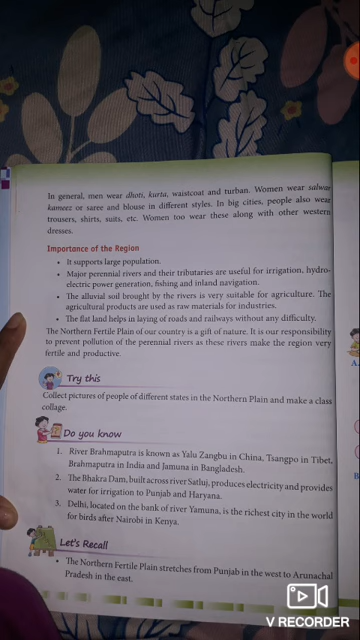 In general, men wear dhoti, kurta, waistcoat and turban. Women wear salwar
kameez or saree and blouse in different styles. In big cities, people also wear
trousers, shirts, suits, etc. Women too wear these along with other western
dresses.
Importance of the Region
• It supports large population.
• Major perennial rivers and their tributaries are useful for irrigation, hydro-
electric power generation, fishing and inland navigation.
• The alluvial soil brought by the rivers is very suitable for agriculture. The
agricultural products are used as raw materials for industries.
• The flat land helps in laying of roads and railways without any difficulty.
The Northern Fertile Plain of our country is a gift of nature. It is our responsibility
to prevent pollution of the perennial rivers as these rivers make the region very
fertile and productive.
Try this
Collect pictures of people of different states in the Northern Plain and make a class
collage.
Do you know
1. River Brahmaputra is known as Yalu Zangbu in China, Tsangpo in Tibet,
Brahmaputra in India and Jamuna in Bangladesh.
2. The Bhakra Dam, built across river Satluj, produces electricity and provides
water for irrigation to Punjab and Haryana.
3. Delhi, located on the bank of river Yamuna, is the richest city in the world
for birds after Nairobi in Kenya.
Let's Recall
• The Northern Fertile Plain stretches from Punjab in the west to Arunachal
Pradesh in the east.
A.
B
V RECORDER